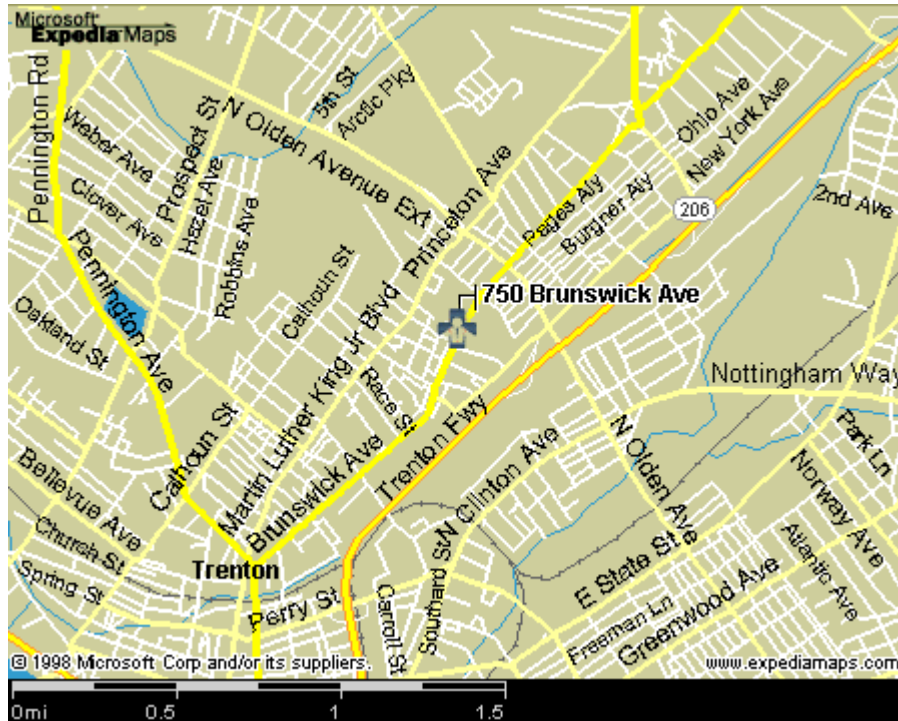 Microsoft
Expedia Maps
Pennington Rd
Weber Ave
Clover Ave
Prospect St
Hazel Ave
Robbins Ave
5th St
Arctic Pky
N Olden Avenue Ext
Princeton Ave
Ohio Ave
New York Ave
Pages Aly
Burgner Aly
206
2nd Ave
750 Brunswick Ave
Pennington Ave
Oakland St
Calhoun St
Martin Luther King Jr Blvd
Race St
Trenton Fwy
Nottingham Way
Calhoun St
Brunswick Ave
N Clinton Ave
N Olden Ave
Park Ln
Norway Ave
Bellevue Ave
Church St
Spring St
Trenton
Perry St
Carroll St
Southard St
E State St
Freeman Ln
Greenwood Ave
Atlantic Ave
© 1998 Microsoft Corp and/or its suppliers.
www.expediamaps.com
0mi 0.5 1 1.5